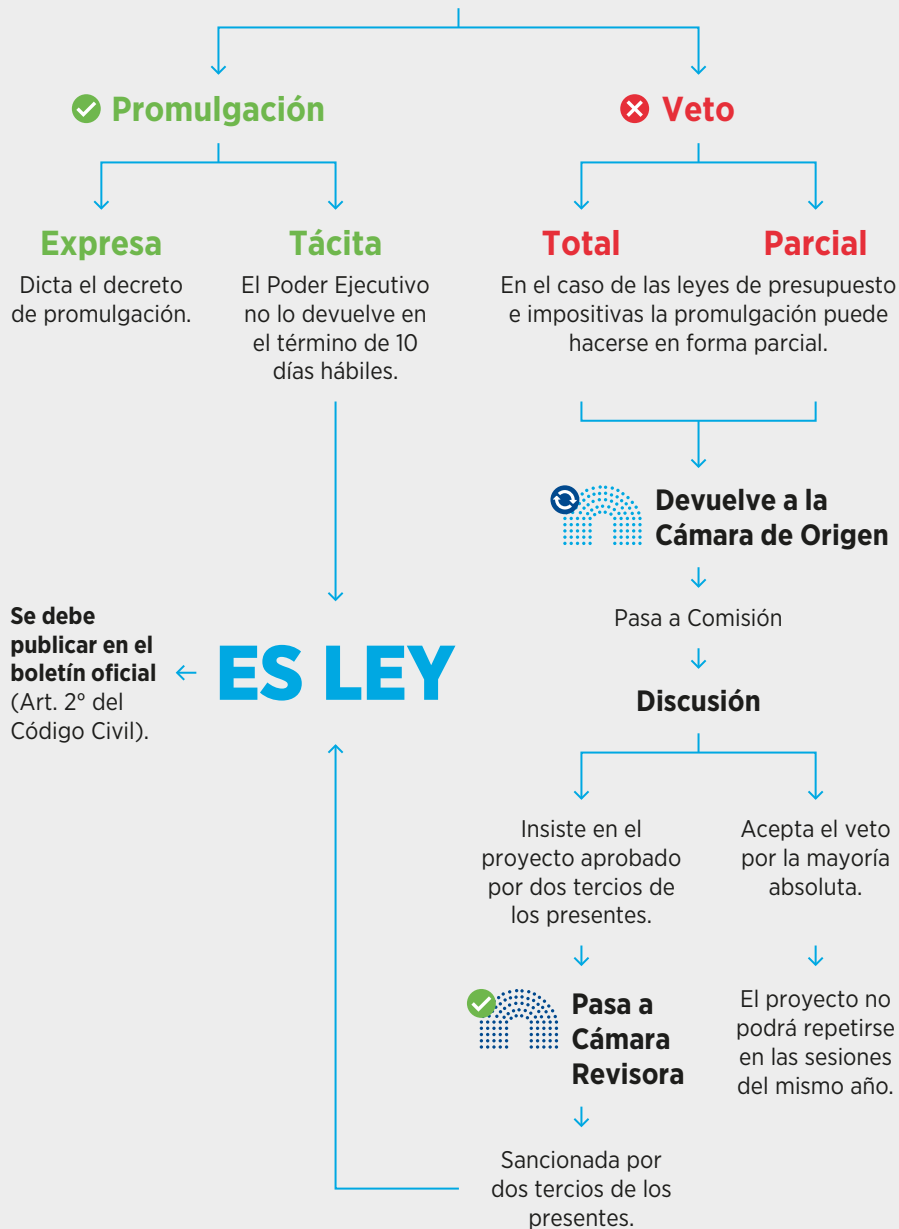 Promulgación
Veto
Expresa
Dicta el decreto
de promulgación.
Tácita
El Poder Ejecutivo
no lo devuelve en
el término de 10
días hábiles.
Total
Parcial
En el caso de las leyes de presupuesto
e impositivas la promulgación puede
hacerse en forma parcial.
Devuelve a la
Cámara de Origen
Pasa a Comisión
Discusión
Se debe
publicar en el
boletín oficial
(Art. 2° del
Código Civil).
ES LEY
Insiste en el
proyecto aprobado
por dos tercios de
los presentes.
Acepta el veto
por la mayoría
absoluta.
Pasa a
Cámara
Revisora
El proyecto no
podrá repetirse
en las sesiones
del mismo año.
Sancionada por
dos tercios de los
presentes.